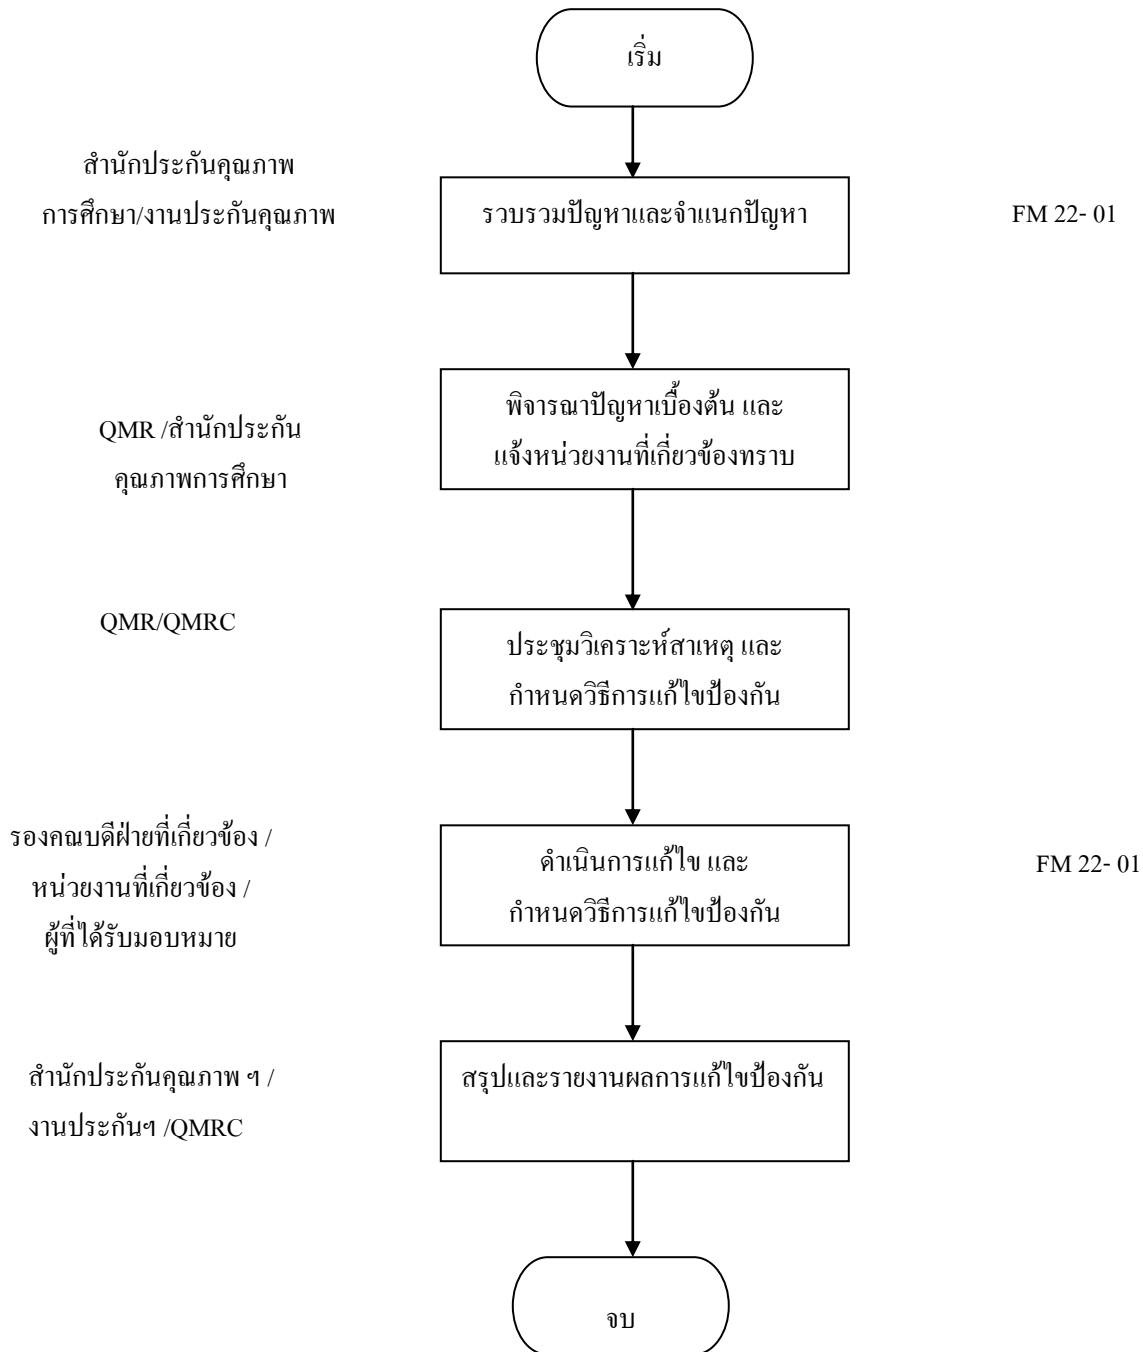 เริ่ม
สำนักประกันคุณภาพ
การศึกษา/งานประกันคุณภาพ
รวบรวมปัญหาและจำแนกปัญหา
FM 22- 01
QMR /สำนักประกัน
คุณภาพการศึกษา
พิจารณาปัญหาเบื้องต้น และ
แจ้งหน่วยงานที่เกี่ยวข้องทราบ
QMR/QMRC
ประชุมวิเคราะห์สาเหตุ และ
กำหนดวิธีการแก้ไขป้องกัน
รองคณบดีฝ่ายที่เกี่ยวข้อง /
หน่วยงานที่เกี่ยวข้อง /
ผู้ที่ได้รับมอบหมาย
ดำเนินการแก้ไข และ
กำหนดวิธีการแก้ไขป้องกัน
FM 22- 01
สำนักประกันคุณภาพ ฯ /
งานประกันฯ /QMRC
สรุปและรายงานผลการแก้ไขป้องกัน
จบ